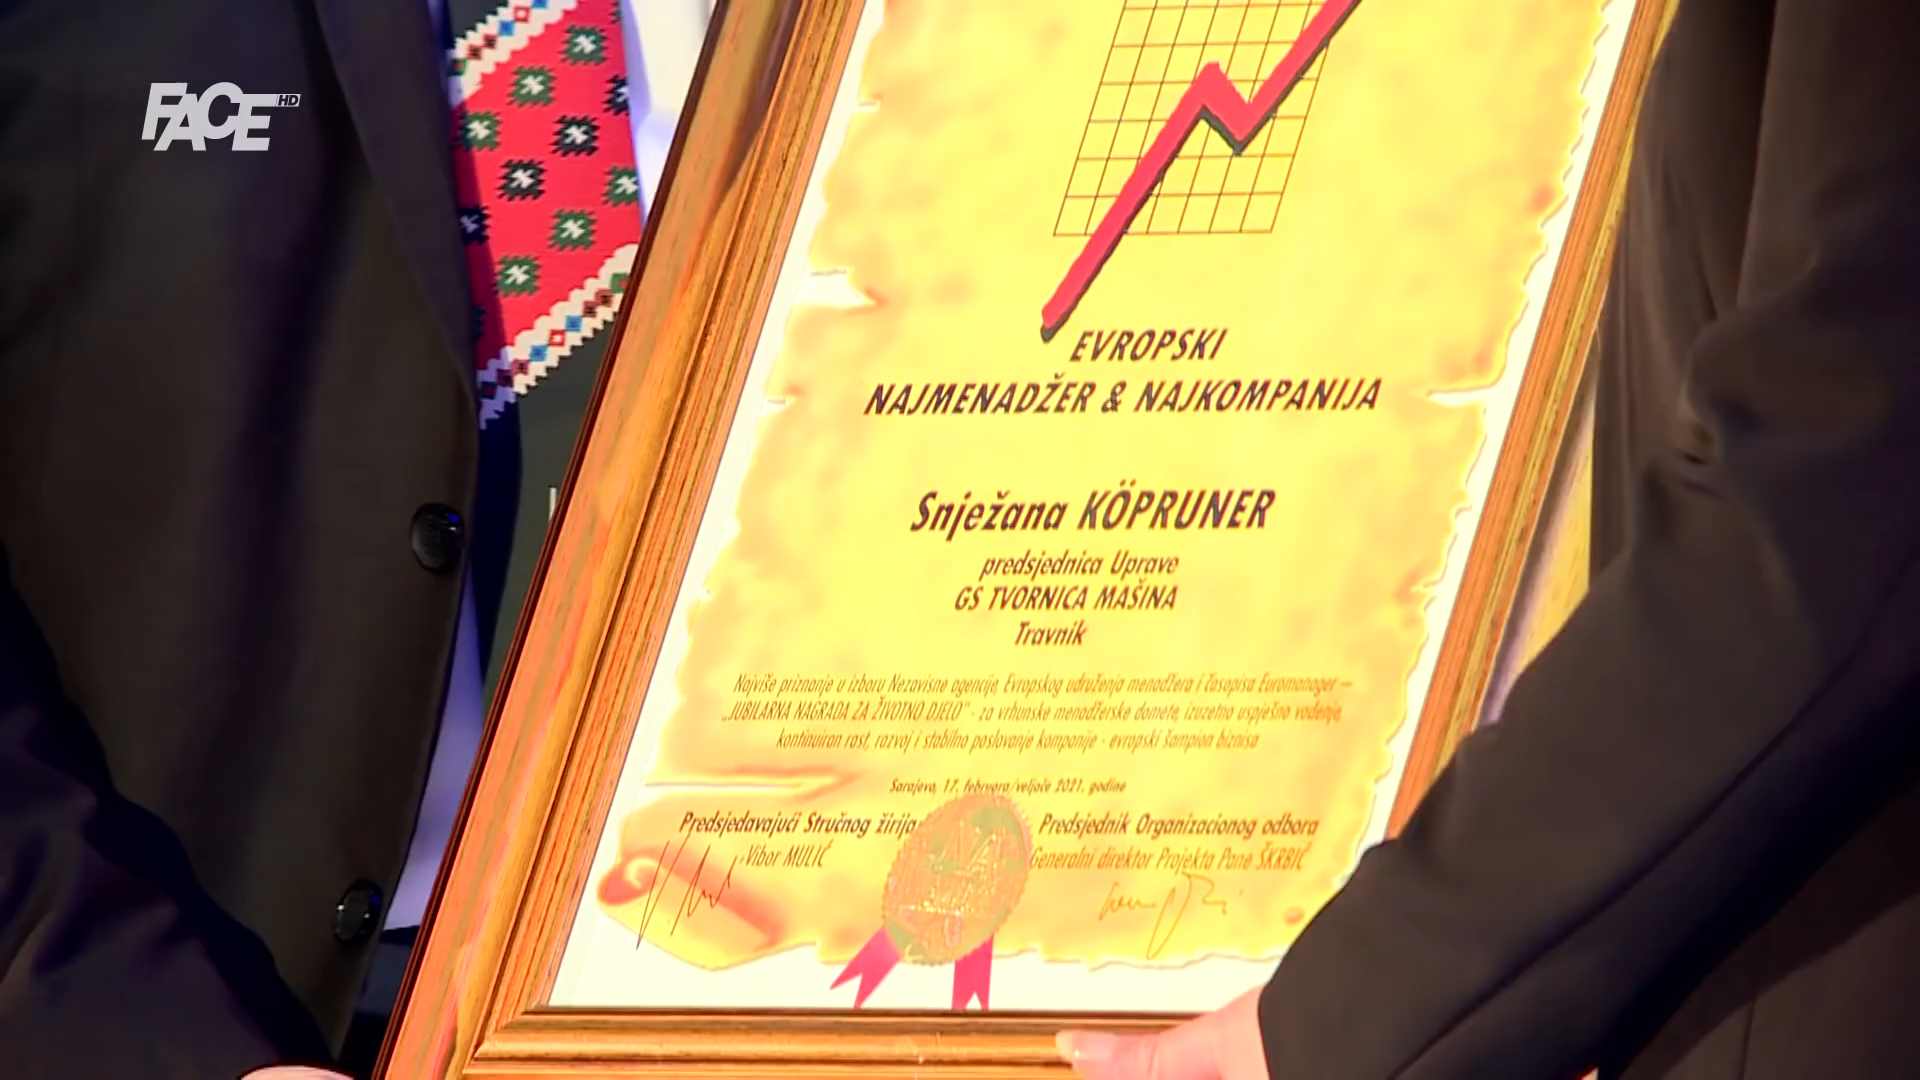 FACE HD
EVROPSKI
NAJMENADŽER & NAJKOMPANIJA
Snježana KÖPRUNER
predsjednica Uprave
GS TVORNICA MAŠINA
Travnik
Najviše priznanje u izboru Nezavisne agencije, Evropskog udruženja menadžera i časopisa Euromanager –
„JUBILARNA NAGRADA ZA ŽIVOTNO DJELO" - za vrhunske menadžerske domete, izuzetno uspješno vođenje,
kontinuiran rast, razvoj i stabilno poslovanje kompanije - evropski šampion biznisa
Sarajevo, 17. februara/veljače 2021. godine
Predsjedavajući Stručnog žirija
Vibor MULIĆ
Predsjednik Organizacionog odbora
Generalni direktor Projekta Pane ŠKRBIĆ